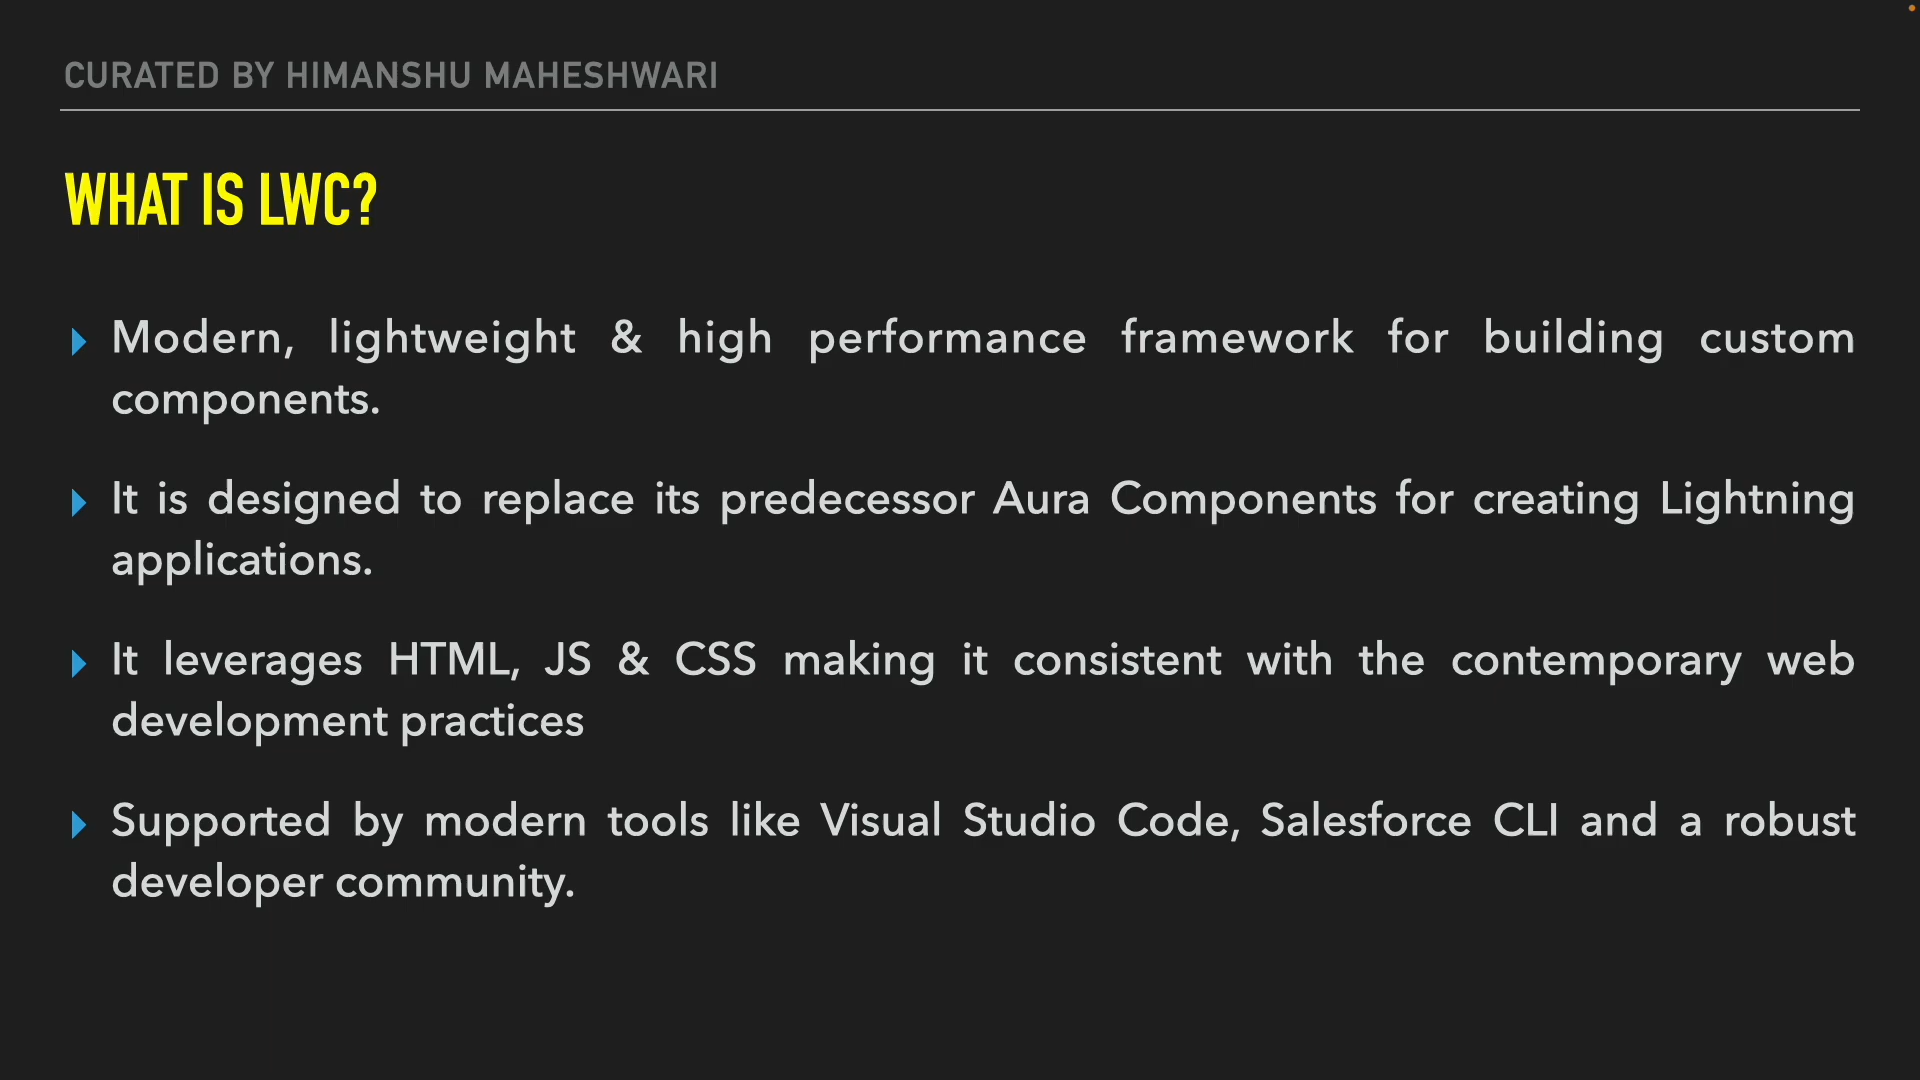 CURATED BY HIMANSHU MAHESHWARI
WHAT IS LWC?
Modern, lightweight & high performance framework for building custom
components.
It is designed to replace its predecessor Aura Components for creating Lightning
applications.
It leverages HTML, JS & CSS making it consistent with the contemporary web
development practices
Supported by modern tools like Visual Studio Code, Salesforce CLI and a robust
developer community.